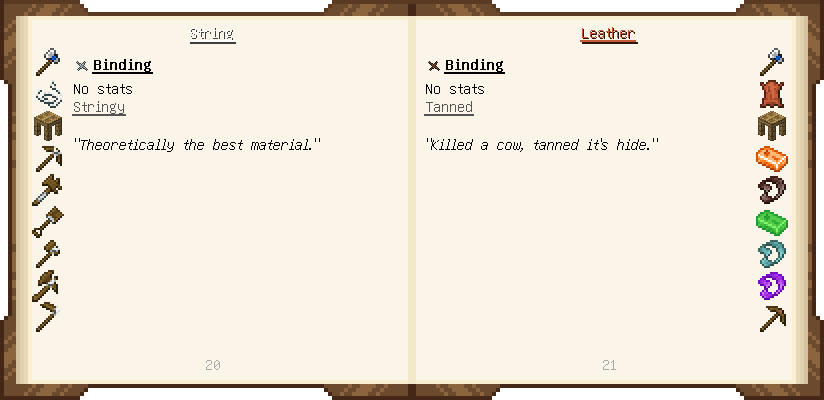 String
Binding
No stats
Stringy
"Theoretically the best material."
20
Leather
Binding
No stats
Tanned
"Killed a cow, tanned it's hide."
21